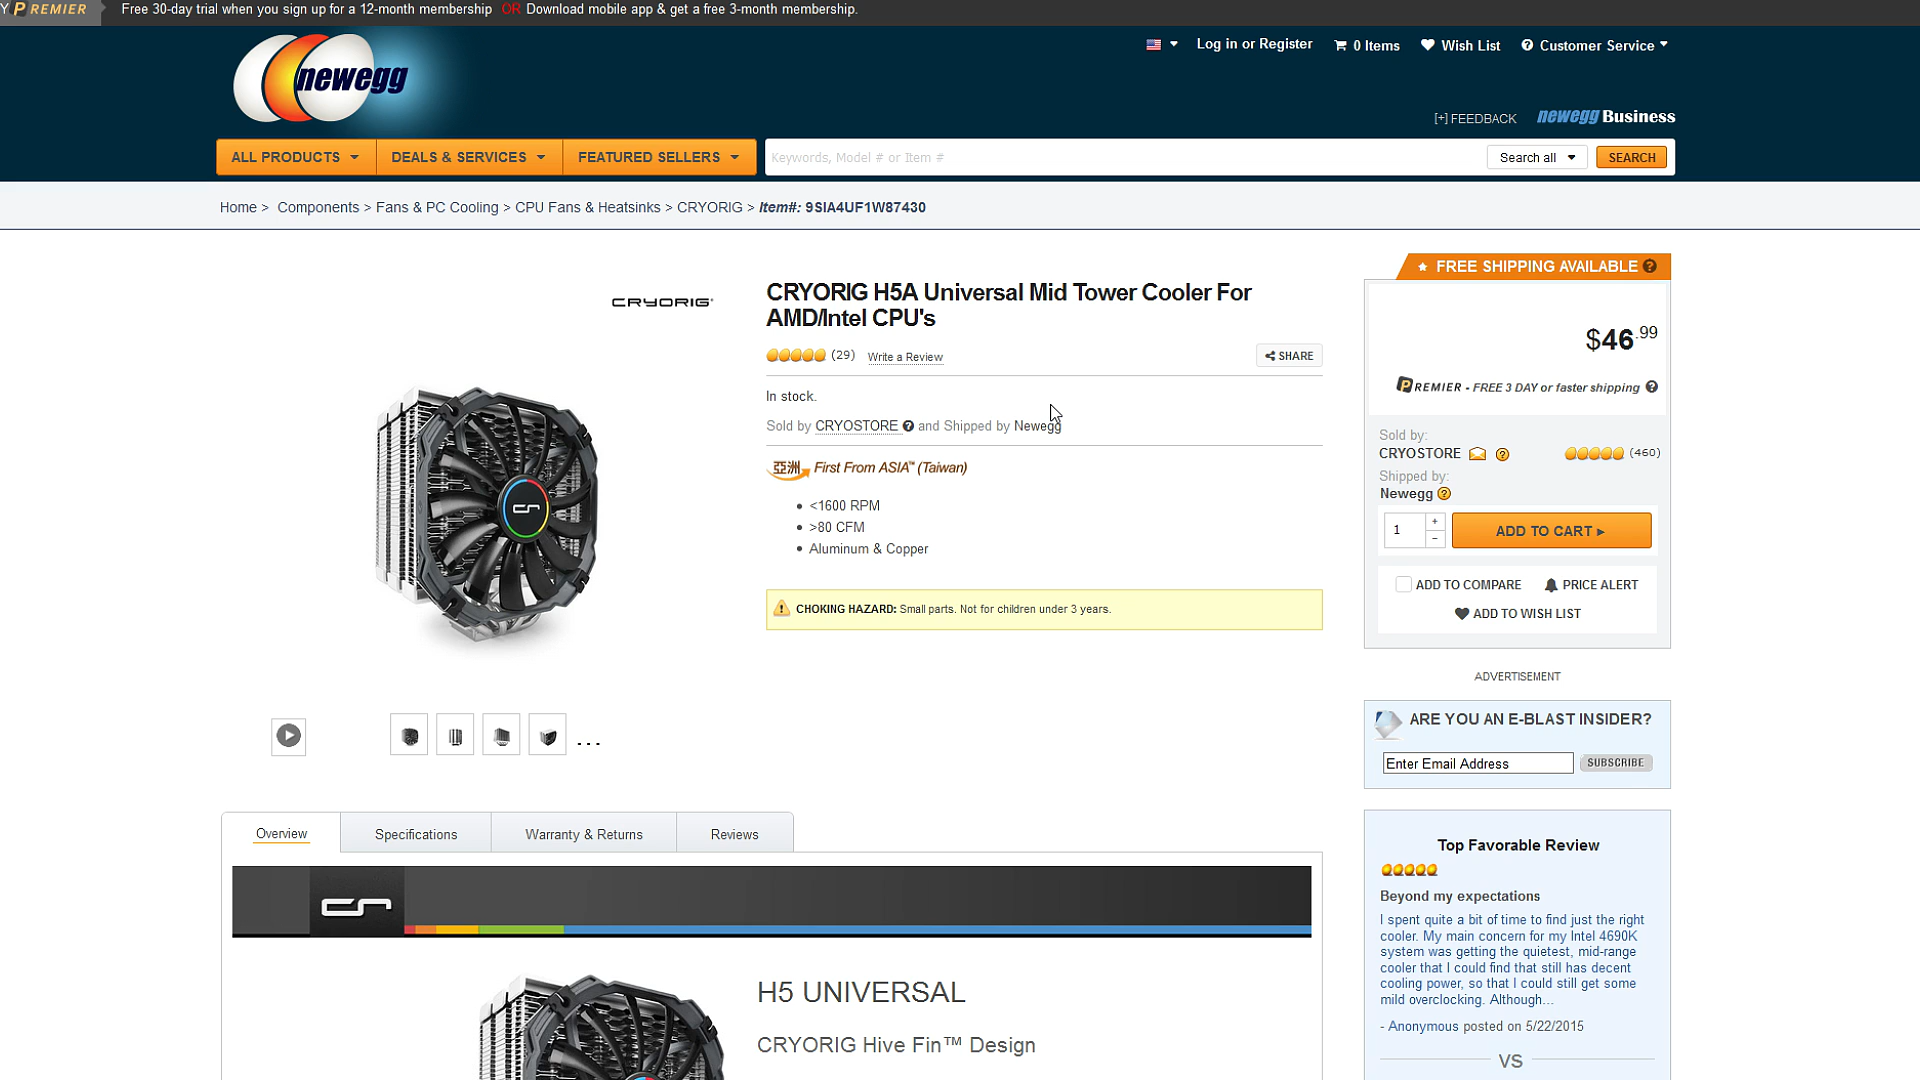 Y PREMIER Free 30-day trial when you sign up for a 12-month membership OR Download mobile app & get a free 3-month membership.
newegg
Log in or Register 0 Items Wish List Customer Service
[+] FEEDBACK newegg Business
ALL PRODUCTS DEALS & SERVICES FEATURED SELLERS Keywords, Model # or Item # Search all SEARCH
Home > Components > Fans & PC Cooling > CPU Fans & Heatsinks > CRYORIG > Item#: 9SIA4UF1W87430
CRYORIG
CRYORIG H5A Universal Mid Tower Cooler For
AMD/Intel CPU's
(29) Write a Review SHARE
In stock.
Sold by CRYOSTORE ? and Shipped by Newegg
亞洲 First From ASIA™ (Taiwan)
• <1600 RPM
• >80 CFM
• Aluminum & Copper
CHOKING HAZARD: Small parts. Not for children under 3 years.
FREE SHIPPING AVAILABLE ?
$46.99
PREMIER - FREE 3 DAY or faster shipping ?
Sold by:
CRYOSTORE ? (460)
Shipped by:
Newegg ?
1 + - ADD TO CART ▸
ADD TO COMPARE PRICE ALERT
ADD TO WISH LIST
ADVERTISEMENT
ARE YOU AN E-BLAST INSIDER?
Enter Email Address SUBSCRIBE
...
Overview Specifications Warranty & Returns Reviews
H5 UNIVERSAL
CRYORIG Hive Fin™ Design
Top Favorable Review
Beyond my expectations
I spent quite a bit of time to find just the right
cooler. My main concern for my Intel 4690K
system was getting the quietest, mid-range
cooler that I could find that still has decent
cooling power, so that I could still get some
mild overclocking. Although...
- Anonymous posted on 5/22/2015
VS